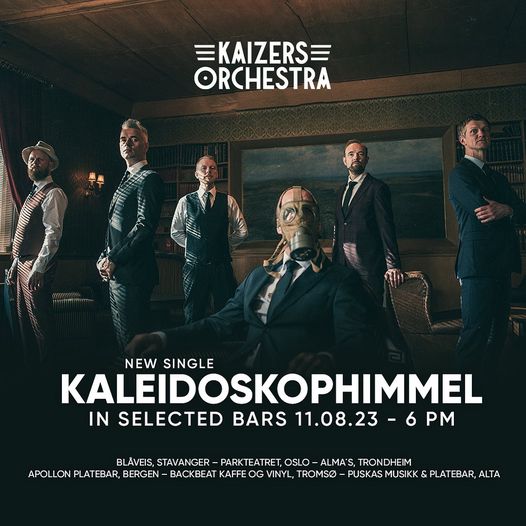 KAIZERS
ORCHESTRA
NEW SINGLE
KALEIDOSKOPHIMMEL
IN SELECTED BARS 11.08.23 – 6 PM
BLÅVEIS, STAVANGER – PARKTEATRET, OSLO – ALMA´S, TRONDHEIM
APOLLON PLATEBAR, BERGEN – BACKBEAT KAFFE OG VINYL, TROMSØ – PUSKAS MUSIKK & PLATEBAR, ALTA